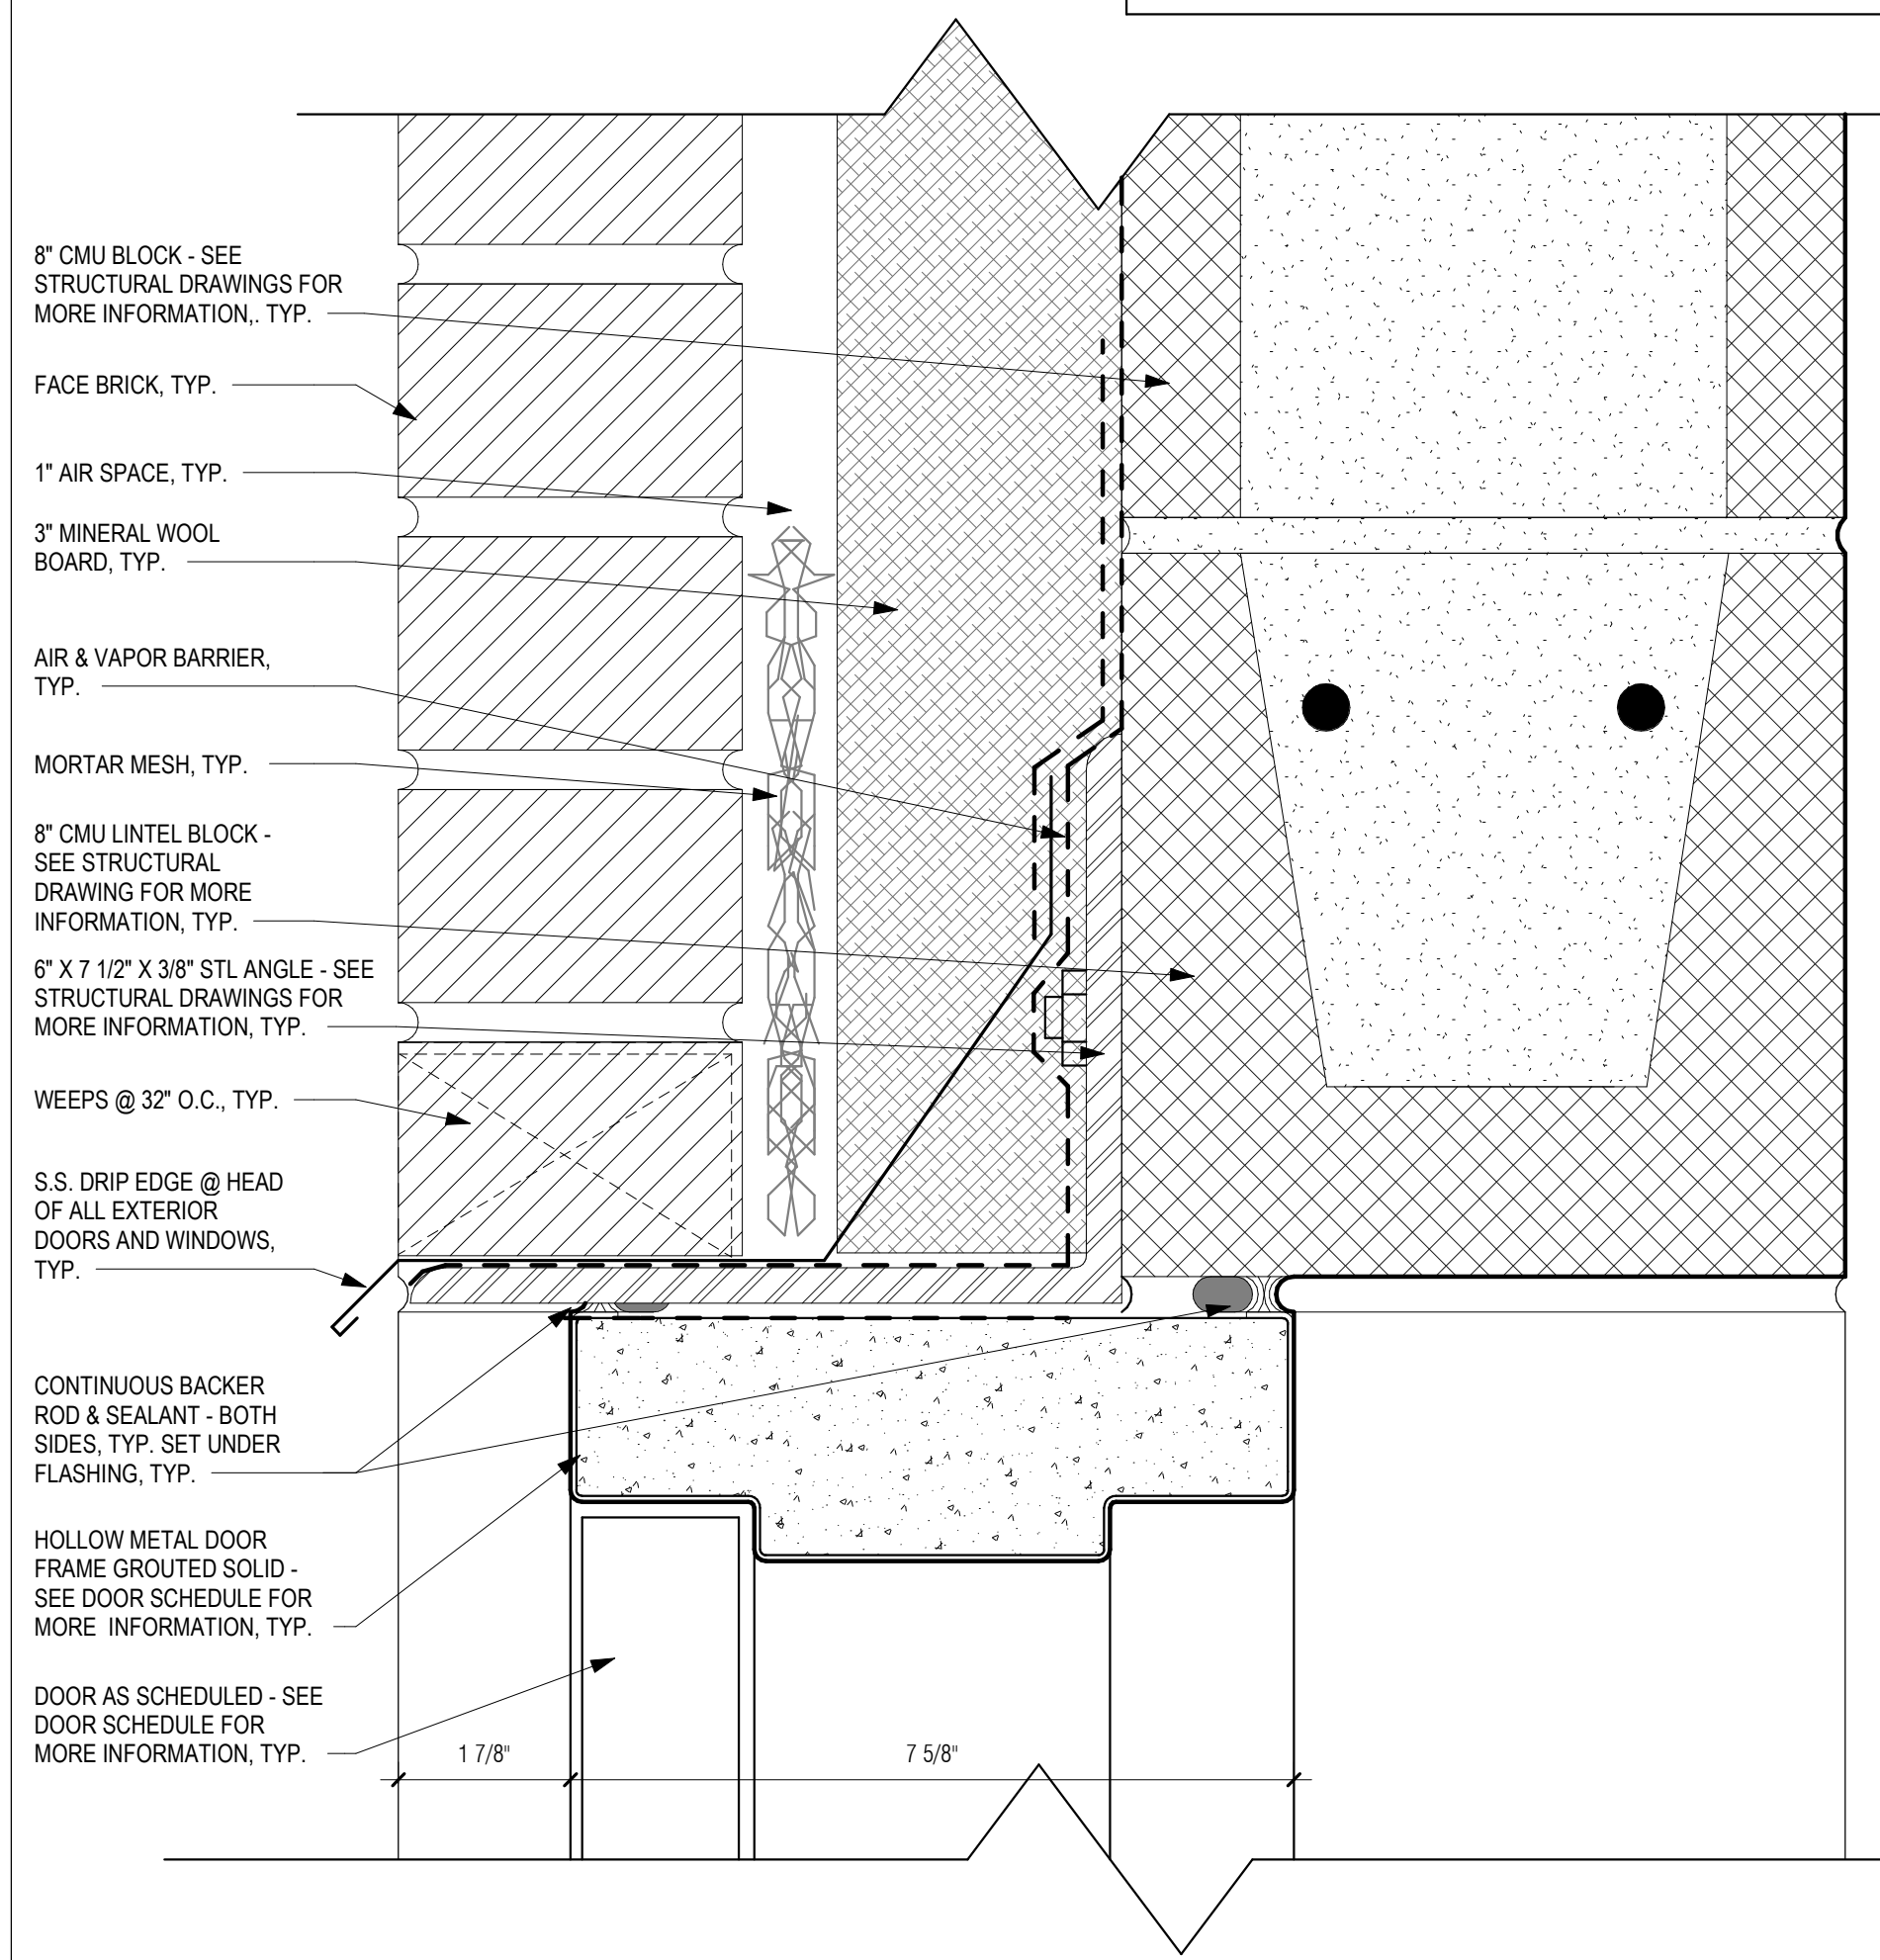 8" CMU BLOCK - SEE
STRUCTURAL DRAWINGS FOR
MORE INFORMATION,. TYP.
FACE BRICK, TYP.
1" AIR SPACE, TYP.
3" MINERAL WOOL
BOARD, TYP.
AIR & VAPOR BARRIER,
TYP.
MORTAR MESH, TYP.
8" CMU LINTEL BLOCK -
SEE STRUCTURAL
DRAWING FOR MORE
INFORMATION, TYP.
6" X 7 1/2" X 3/8" STL ANGLE - SEE
STRUCTURAL DRAWINGS FOR
MORE INFORMATION, TYP.
WEEPS @ 32" O.C., TYP.
S.S. DRIP EDGE @ HEAD
OF ALL EXTERIOR
DOORS AND WINDOWS,
TYP.
CONTINUOUS BACKER
ROD & SEALANT - BOTH
SIDES, TYP. SET UNDER
FLASHING, TYP.
HOLLOW METAL DOOR
FRAME GROUTED SOLID -
SEE DOOR SCHEDULE FOR
MORE  INFORMATION, TYP.
DOOR AS SCHEDULED - SEE
DOOR SCHEDULE FOR
MORE INFORMATION, TYP.
1 7/8"
7 5/8"